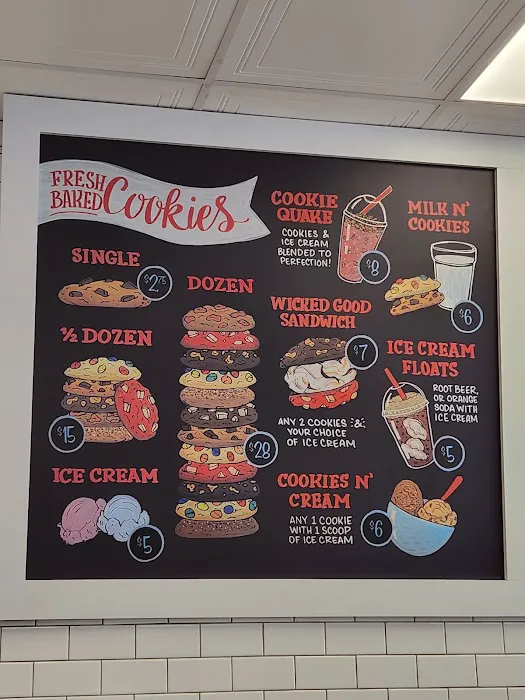 FRESH
BAKED Cookies
SINGLE
$2.75
½ DOZEN
$15
ICE CREAM
$5
DOZEN
$28
COOKIE
QUAKE
COOKIES &
ICE CREAM
BLENDED TO
PERFECTION!
$8
MILK N'
COOKIES
$6
WICKED GOOD
SANDWICH
$7
ANY 2 COOKIES &
YOUR CHOICE
OF ICE CREAM
ICE CREAM
FLOATS
ROOT BEER,
OR ORANGE
SODA WITH
ICE CREAM
$5
COOKIES N'
CREAM
ANY 1 COOKIE
WITH 1 SCOOP
OF ICE CREAM
$6